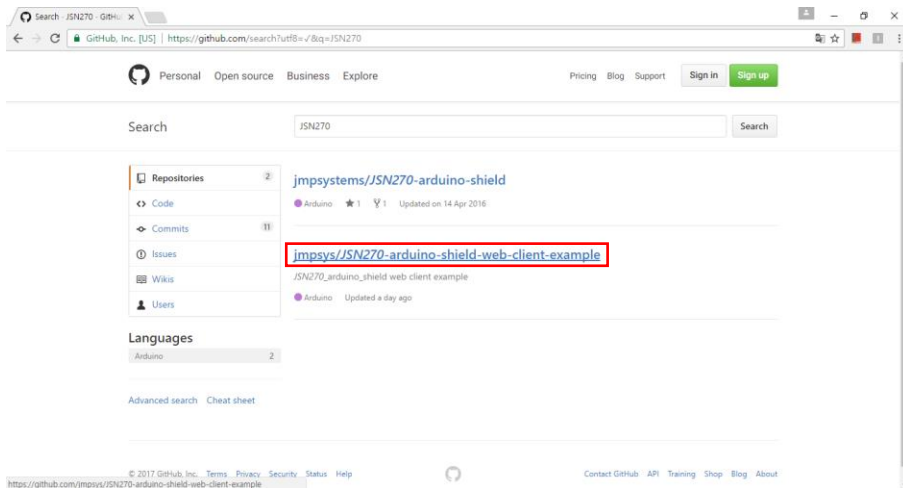 Search · JSN270 · GitHu
GitHub, Inc. [US] | https://github.com/search?utf8=✓&q=JSN270
Personal Open source Business Explore Pricing Blog Support Sign in Sign up
Search JSN270 Search
Repositories 2
Code
Commits 11
Issues
Wikis
Users
jmpsystems/JSN270-arduino-shield
Arduino 1 1 Updated on 14 Apr 2016
jmpsys/JSN270-arduino-shield-web-client-example
JSN270_arduino_shield web client example
Arduino Updated a day ago
Languages
Arduino 2
Advanced search Cheat sheet
© 2017 GitHub, Inc. Terms Privacy Security Status Help Contact GitHub API Training Shop Blog About
https://github.com/jmpsys/JSN270-arduino-shield-web-client-example